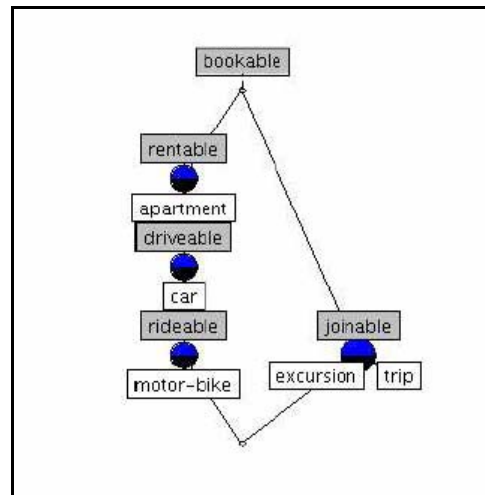 bookable
rentable
apartment
driveable
car
rideable
motor-bike
joinable
excursion
trip